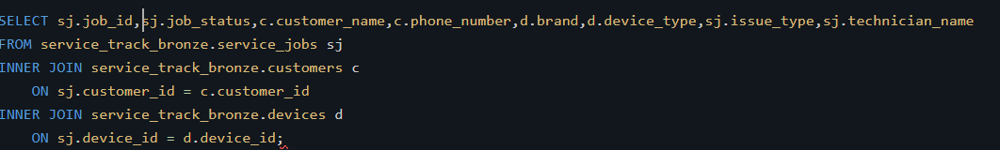 SELECT sj.job_id,sj.job_status,c.customer_name,c.phone_number,d.brand,d.device_type,sj.issue_type,sj.technician_name
FROM service_track_bronze.service_jobs sj
INNER JOIN service_track_bronze.customers c
    ON sj.customer_id = c.customer_id
INNER JOIN service_track_bronze.devices d
    ON sj.device_id = d.device_id;